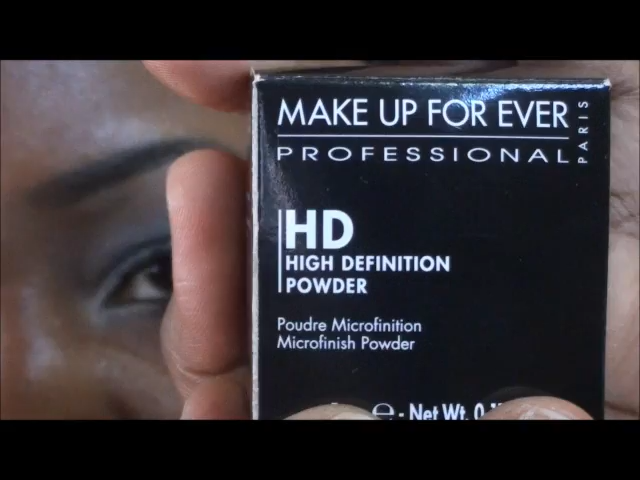 MAKE UP FOR EVER
PROFESSIONAL
PARIS
HD
HIGH DEFINITION
POWDER
Poudre Microfinition
Microfinish Powder
℮ - Net Wt.